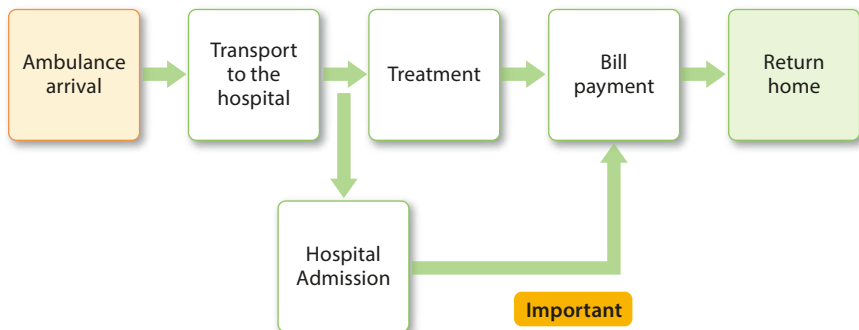 Ambulance
arrival
Transport
to the
hospital
Treatment
Bill
payment
Return
home
Hospital
Admission
Important